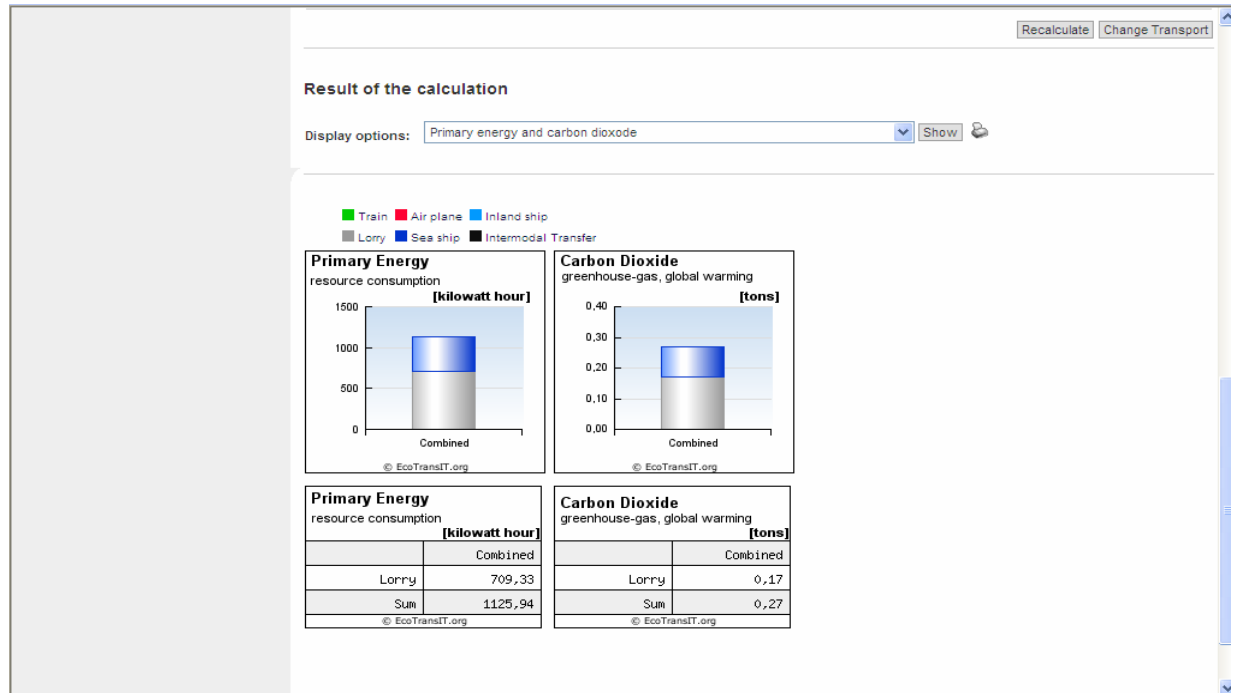 Recalculate Change Transport
Result of the calculation
Display options: Primary energy and carbon dioxode Show
Train Air plane Inland ship
Lorry Sea ship Intermodal Transfer
Primary Energy
resource consumption
[kilowatt hour]
1500
1000
500
0
Combined
© EcoTransIT.org
Carbon Dioxide
greenhouse-gas, global warming
[tons]
0,40
0,30
0,20
0,10
0,00
Combined
© EcoTransIT.org
Primary Energy
resource consumption
[kilowatt hour]
Combined
Lorry 709,33
Sum 1125,94
© EcoTransIT.org
Carbon Dioxide
greenhouse-gas, global warming
[tons]
Combined
Lorry 0,17
Sum 0,27
© EcoTransIT.org